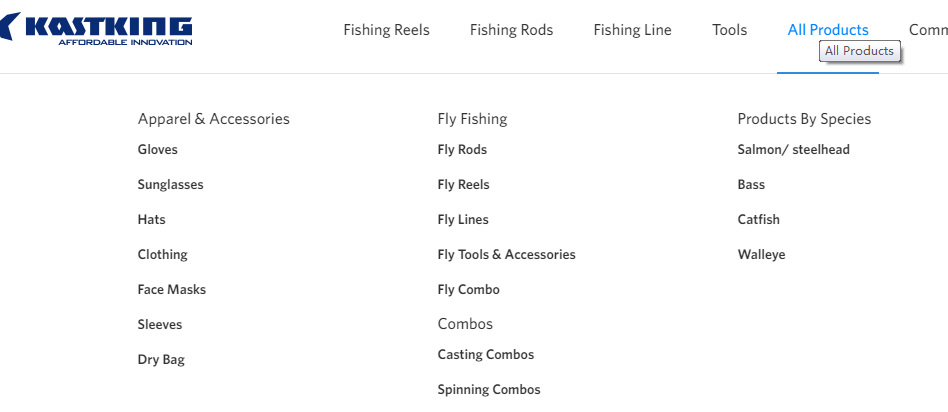 KASTKING
AFFORDABLE INNOVATION
Fishing Reels
Fishing Rods
Fishing Line
Tools
All Products
Comm
All Products
Apparel & Accessories
Gloves
Sunglasses
Hats
Clothing
Face Masks
Sleeves
Dry Bag
Fly Fishing
Fly Rods
Fly Reels
Fly Lines
Fly Tools & Accessories
Fly Combo
Combos
Casting Combos
Spinning Combos
Products By Species
Salmon/ steelhead
Bass
Catfish
Walleye